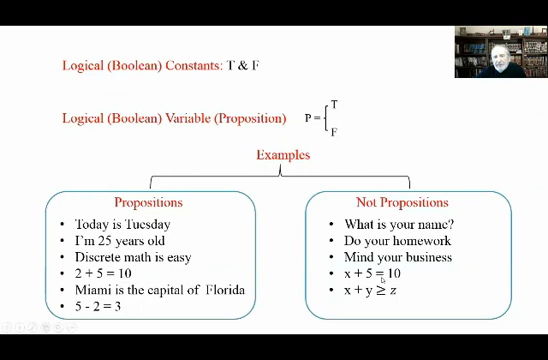 Logical (Boolean) Constants: T & F
T
Logical (Boolean) Variable (Proposition) P =
F
Examples
Propositions
• Today is Tuesday
• I'm 25 years old
• Discrete math is easy
• 2 + 5 = 10
• Miami is the capital of Florida
• 5 - 2 = 3
Not Propositions
• What is your name?
• Do your homework
• Mind your business
• x + 5 = 10
• x + y ≥ z